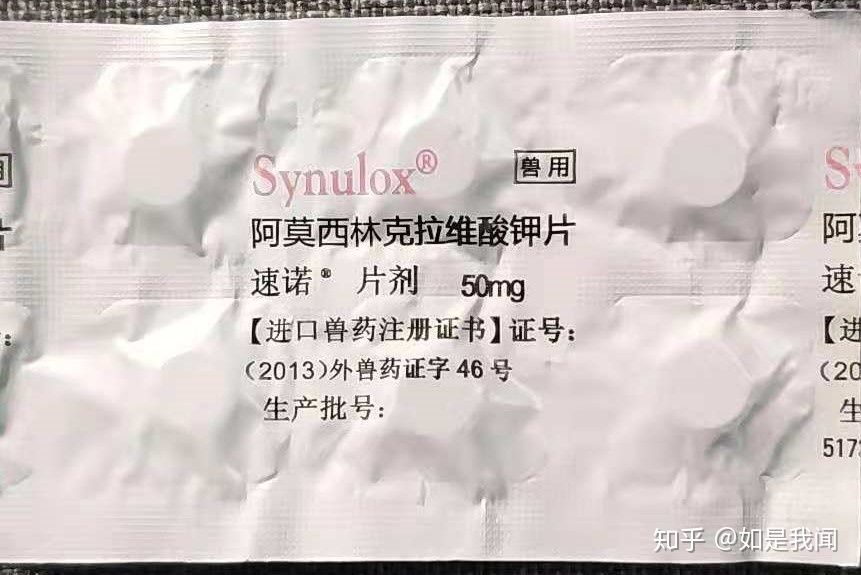 Synulox® 兽用
阿莫西林克拉维酸钾片
速诺® 片剂 50mg
【进口兽药注册证书】证号:
(2013)外兽药证字 46 号
生产批号:
Sy
阿
速
【进
(20
生
5173
片
:
知乎 @如是我闻